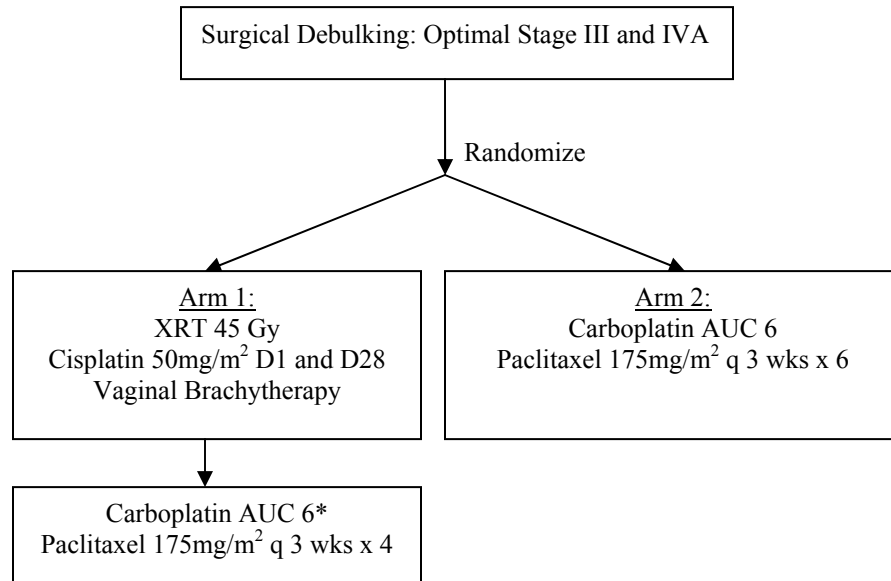 Surgical Debulking: Optimal Stage III and IVA
Randomize
Arm 1:
XRT 45 Gy
Cisplatin 50mg/m² D1 and D28
Vaginal Brachytherapy
Arm 2:
Carboplatin AUC 6
Paclitaxel 175mg/m² q 3 wks x 6
Carboplatin AUC 6*
Paclitaxel 175mg/m² q 3 wks x 4